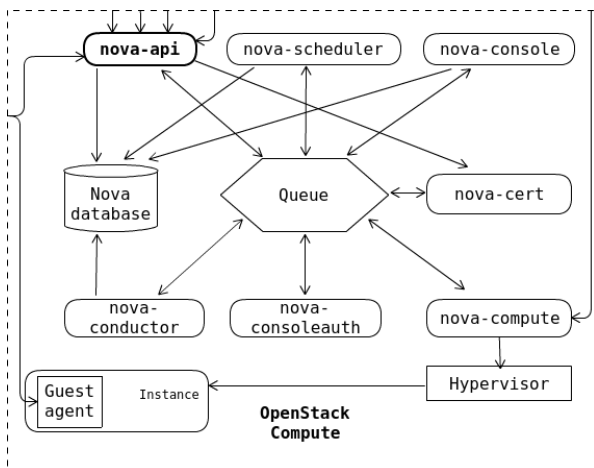 nova-api
nova-scheduler
nova-console
Nova
database
Queue
nova-cert
nova-
conductor
nova-
consoleauth
nova-compute
Guest
agent
Instance
Hypervisor
OpenStack
Compute